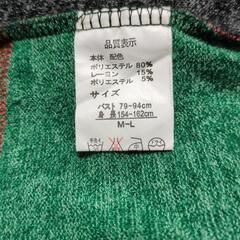 品質表示
本体 配色
ポリエステル 80%
レーヨン 15%
ポリエステル 5%
サイズ
バスト 79~94cm
身 長 154~162cm
M-L